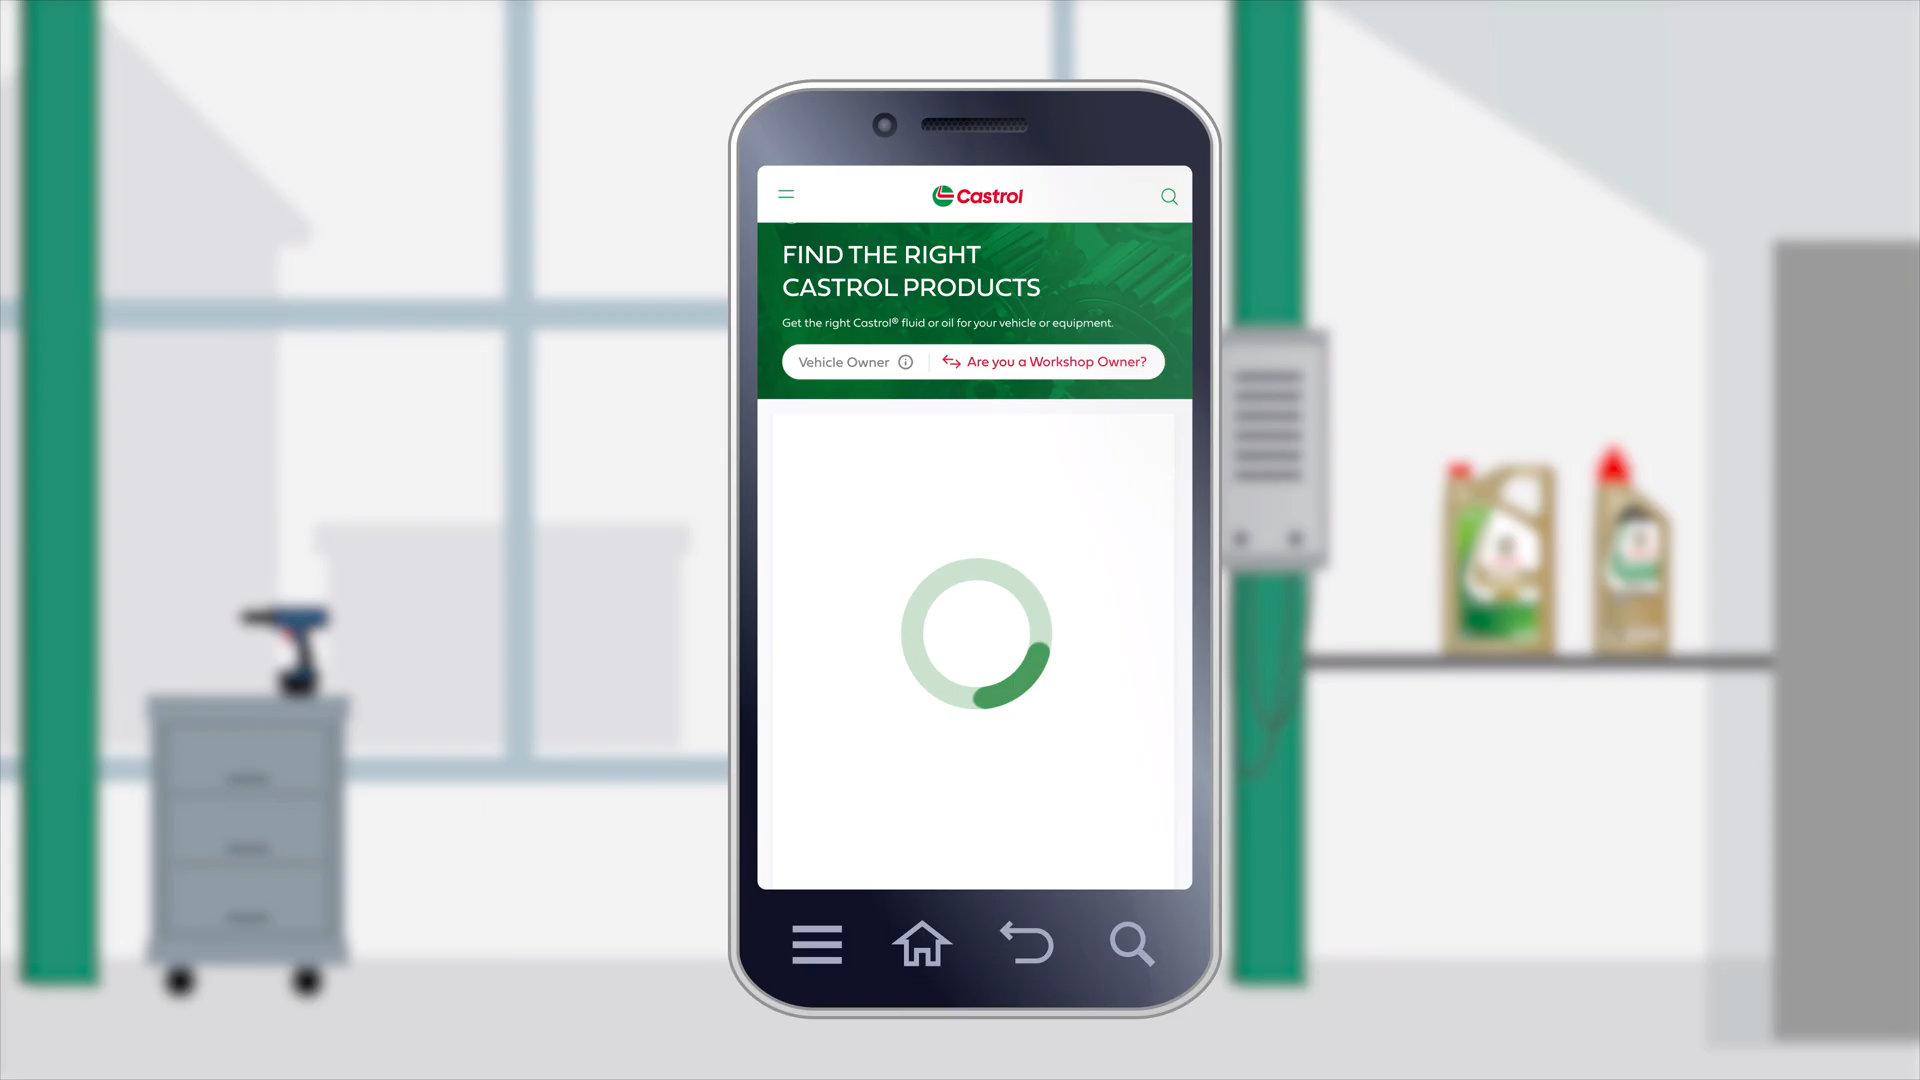 Castrol
FIND THE RIGHT
CASTROL PRODUCTS
Get the right Castrol® fluid or oil for your vehicle or equipment.
Vehicle Owner
Are you a Workshop Owner?